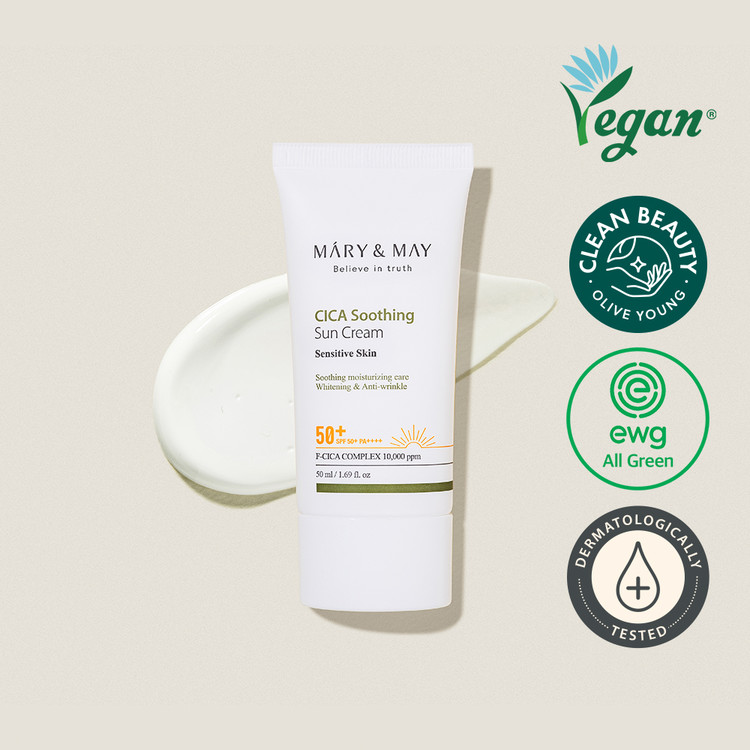 Vegan®
CLEAN BEAUTY
· OLIVE YOUNG ·
ewg
All Green
DERMATOLOGICALLY
TESTED
MÁRY & MAY
Believe in truth
CICA Soothing
Sun Cream
Sensitive Skin
Soothing moisturizing care
Whitening & Anti-wrinkle
50+
SPF 50+ PA++++
F-CICA COMPLEX 10,000 ppm
50 ml / 1.69 fl. oz